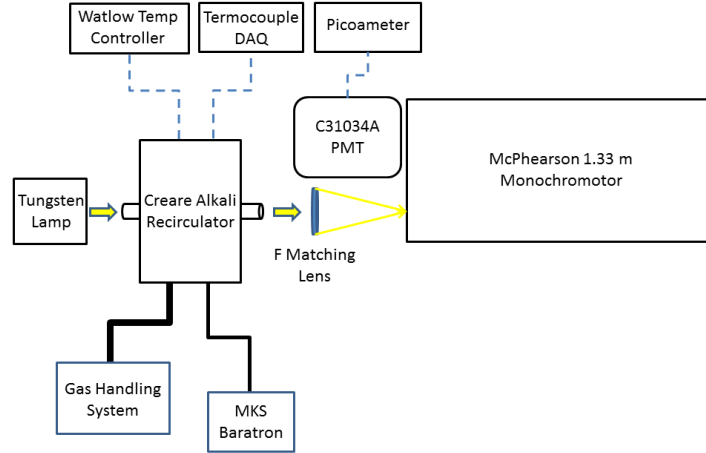 Watlow Temp
Controller
Termocouple
DAQ
Picoameter
C31034A
PMT
McPhearson 1.33 m
Monochromotor
Tungsten
Lamp
Creare Alkali
Recirculator
F Matching
Lens
Gas Handling
System
MKS
Baratron